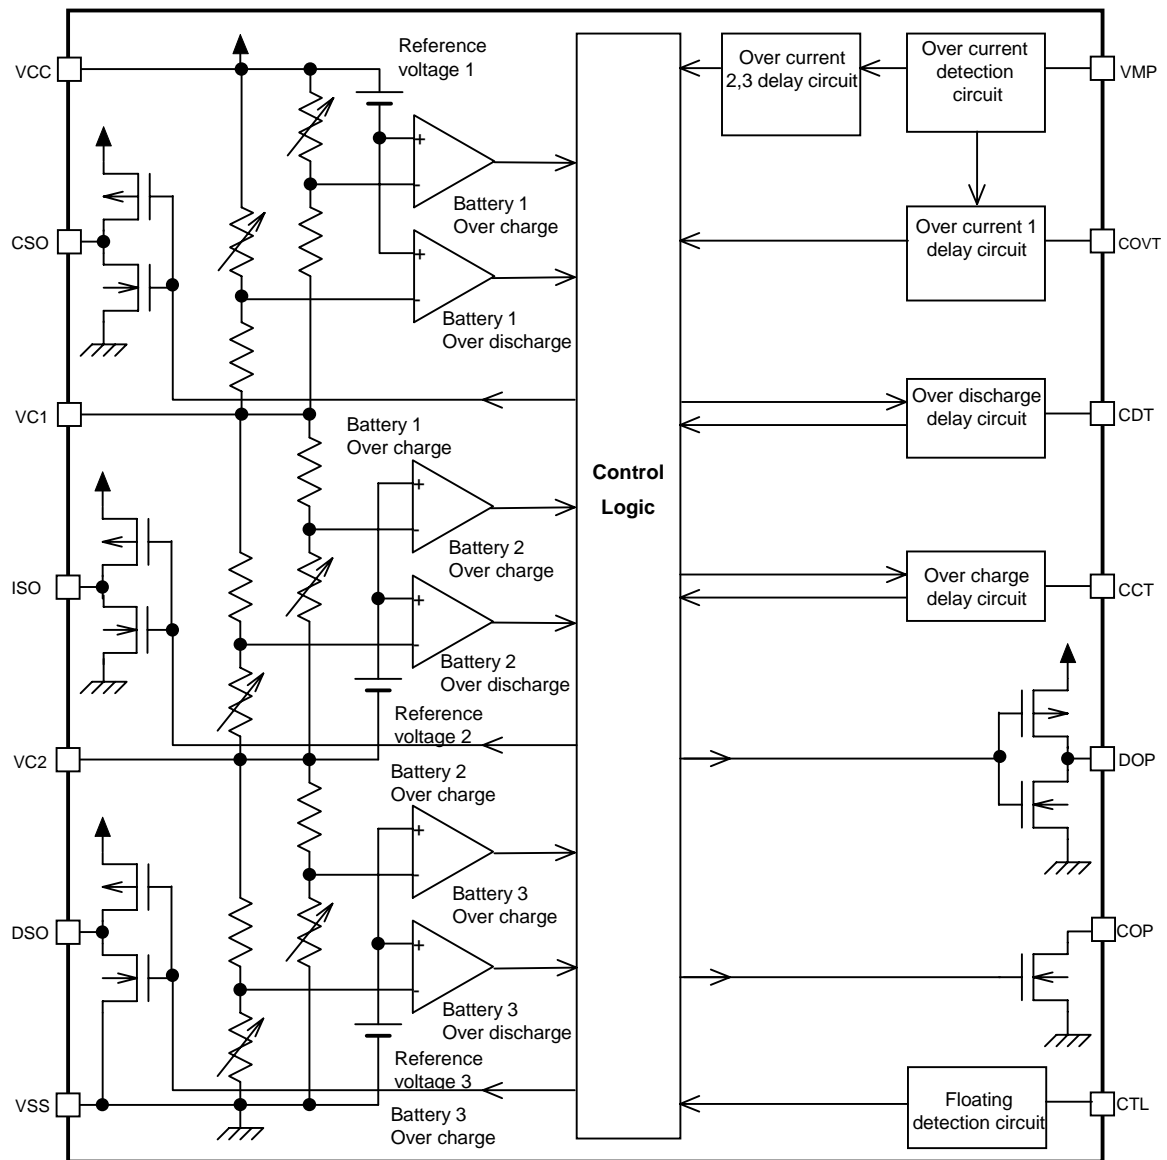 Reference
voltage 1
VCC
+
-
Battery 1
Over charge
CSO
+
-
Battery 1
Over discharge
VC1
Battery 1
Over charge
+
-
Battery 2
Over charge
ISO
+
-
Battery 2
Over discharge
Reference
voltage 2
VC2
Battery 2
Over charge
+
-
Battery 3
Over charge
DSO
+
-
Battery 3
Over discharge
Reference
voltage 3
VSS
Battery 3
Over charge
Control
Logic
Over current
2,3 delay circuit
Over current
detection
circuit
VMP
Over current 1
delay circuit
COVT
Over discharge
delay circuit
CDT
Over charge
delay circuit
CCT
DOP
COP
Floating
detection circuit
CTL